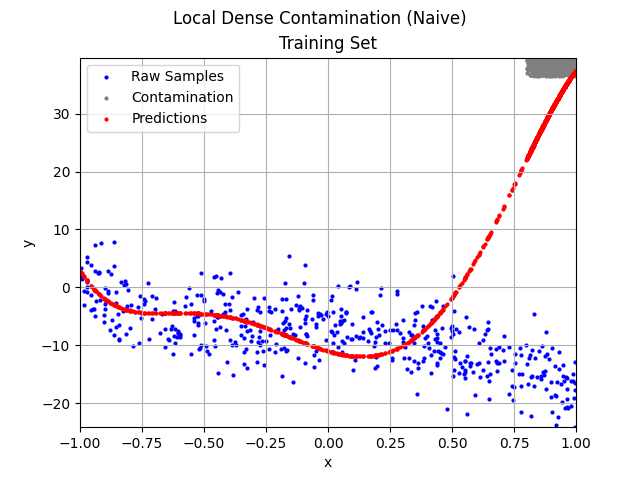 Local Dense Contamination (Naive)
Training Set
Raw Samples
Contamination
Predictions
y
30
20
10
0
−10
−20
−1.00 −0.75 −0.50 −0.25 0.00 0.25 0.50 0.75 1.00
x